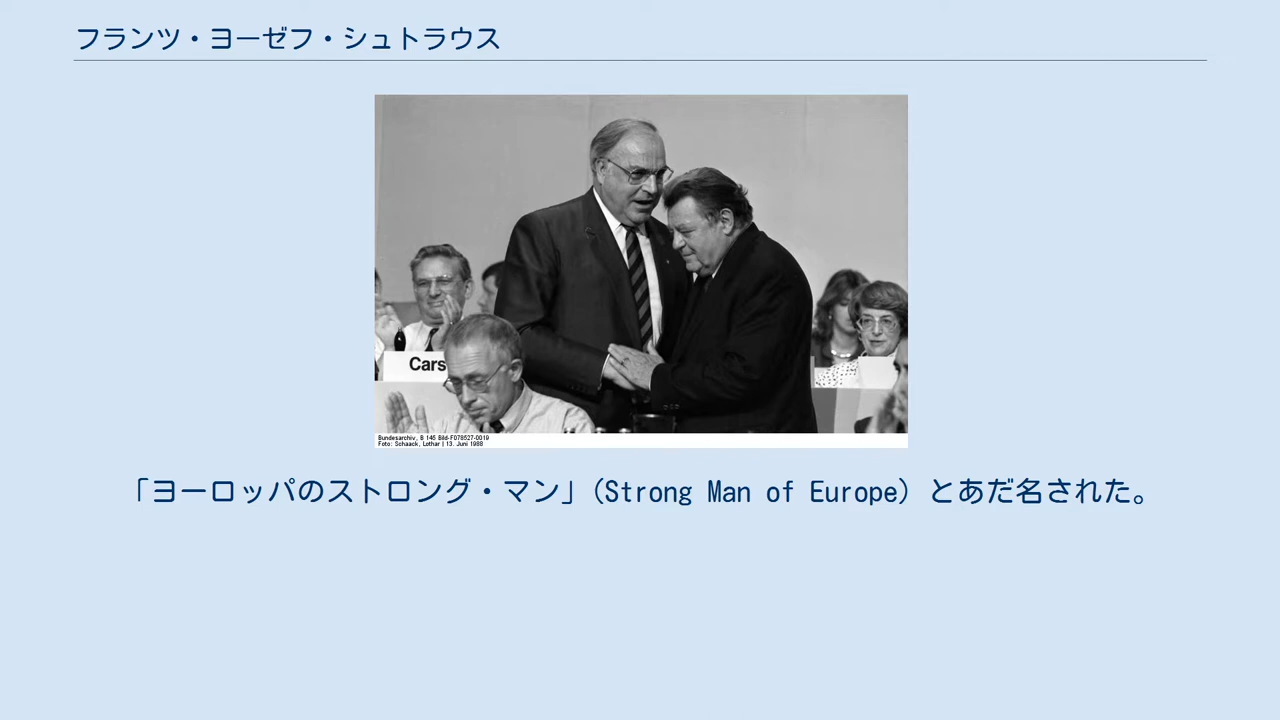 フランツ・ヨーゼフ・シュトラウス
Cars
Bundesarchiv, B 145 Bild-F078527-0019
Foto: Schaack, Lothar | 13. Juni 1988
「ヨーロッパのストロング・マン」(Strong Man of Europe) とあだ名された。